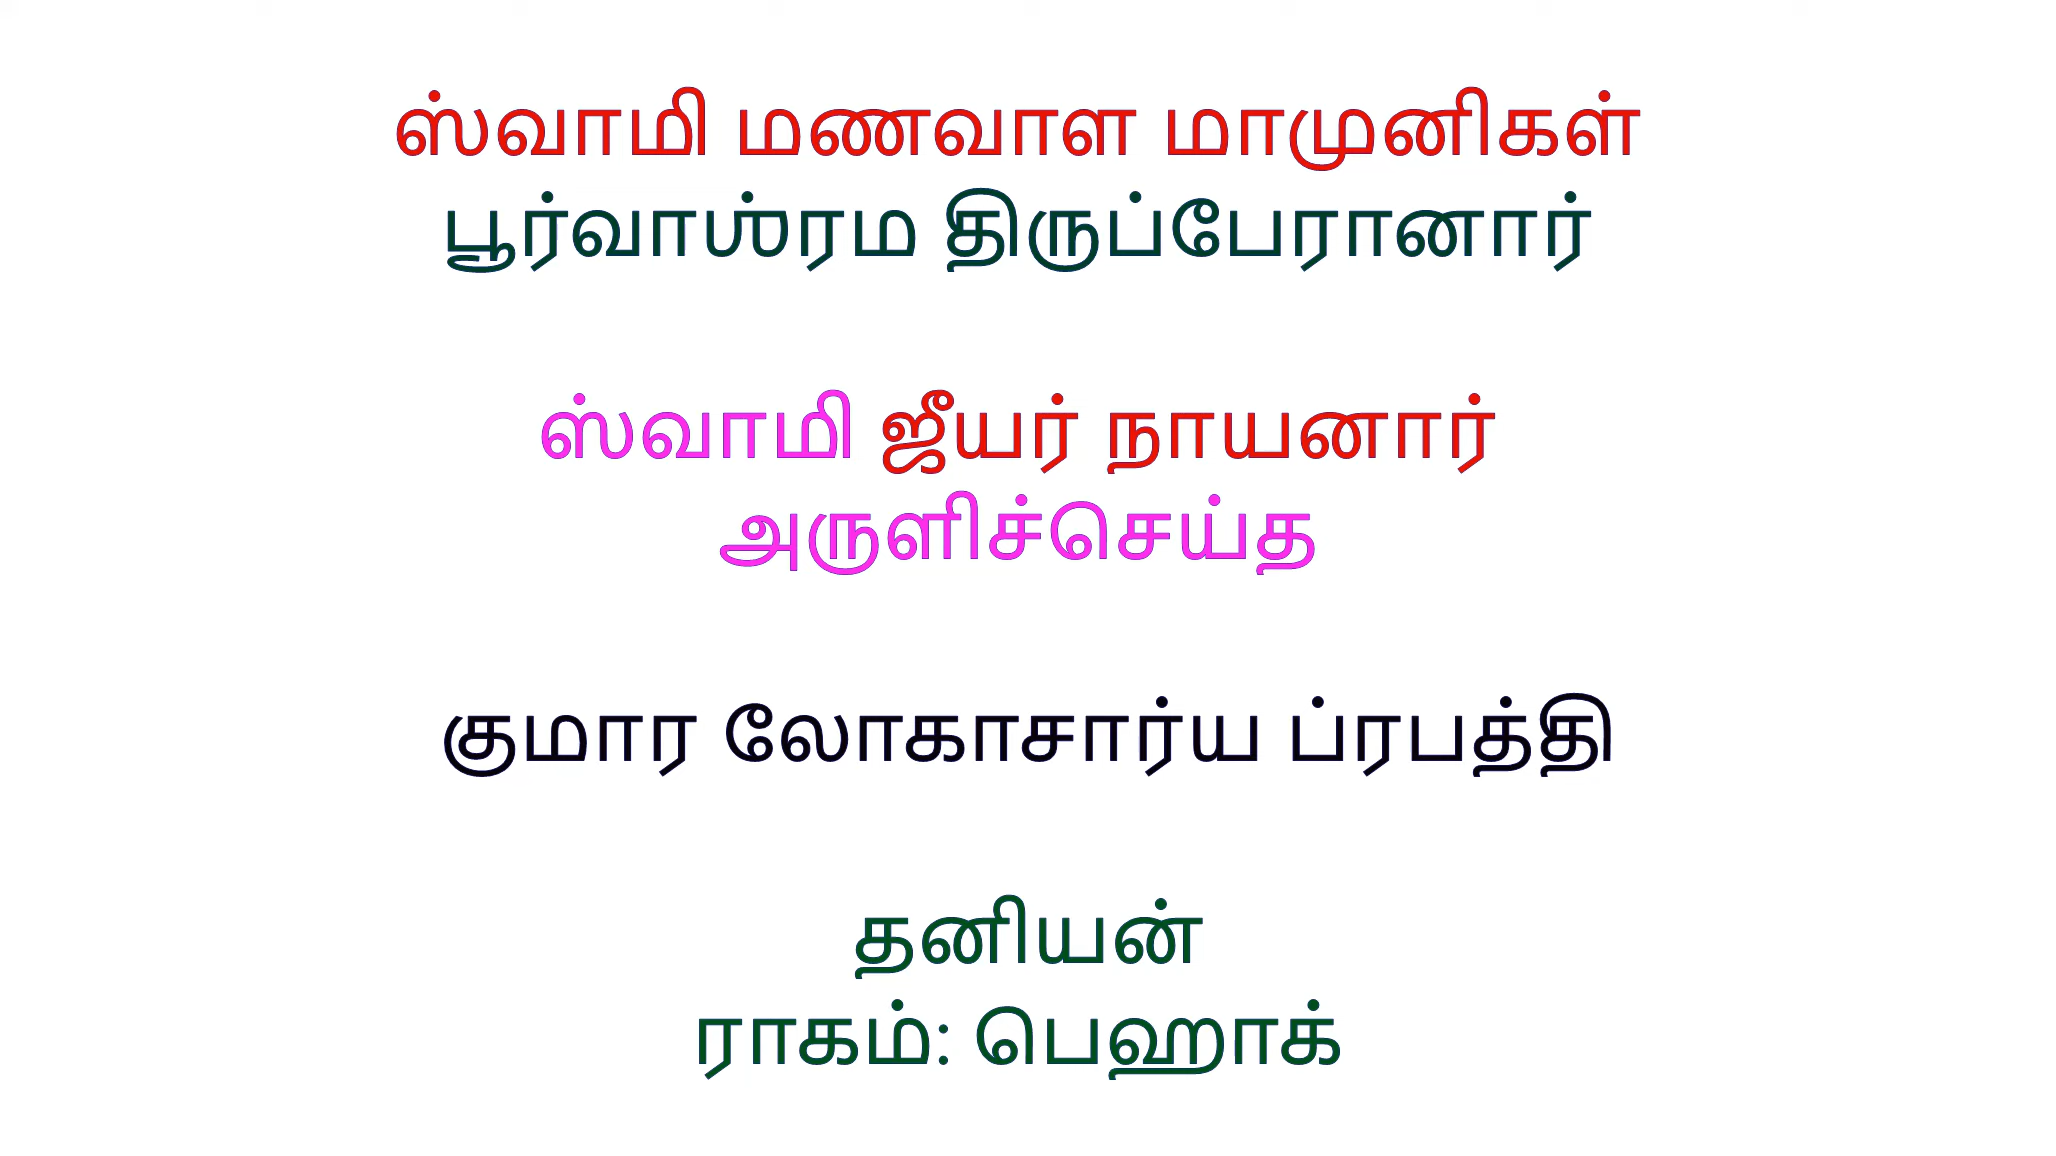 ஸ்வாமி மணவாள மாமுனிகள்
பூர்வாஶ்ரம திருப்பேரானார்
ஸ்வாமி ஜீயர் நாயனார்
அருளிச்செய்த
குமார லோகாசார்ய ப்ரபத்தி
தனியன்
ராகம்: பெஹாக்